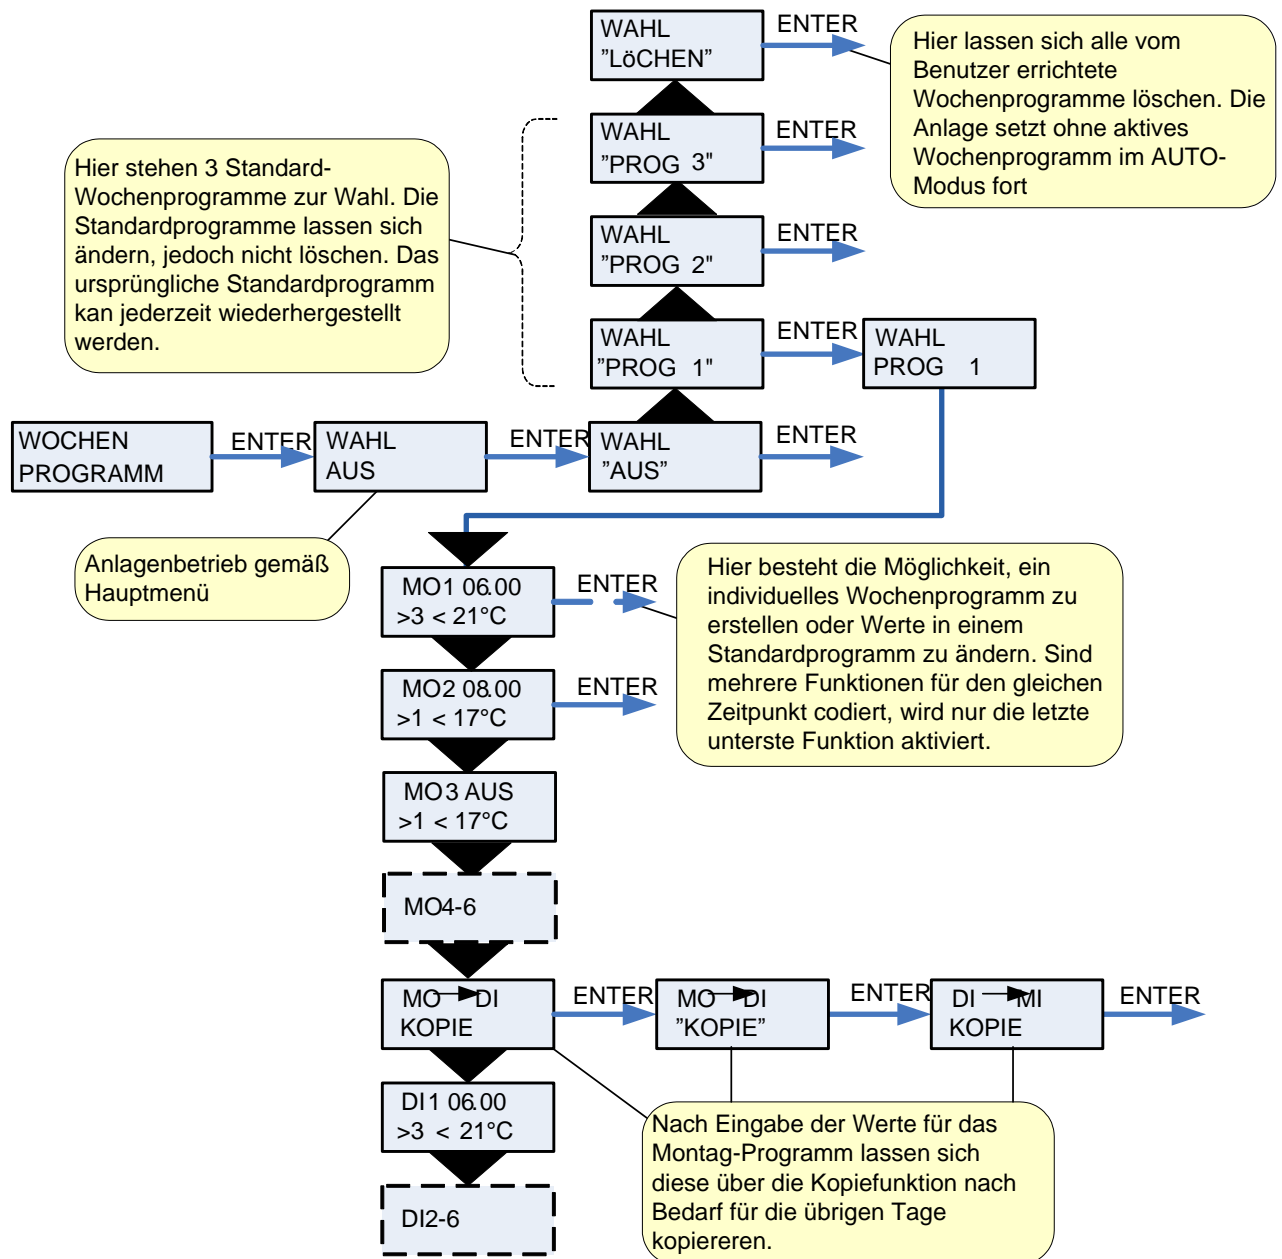 WAHL
"LöCHEN"
ENTER
Hier lassen sich alle vom
Benutzer errichtete
Wochenprogramme löschen. Die
Anlage setzt ohne aktives
Wochenprogramm im AUTO-
Modus fort
WAHL
"PROG 3"
ENTER
Hier stehen 3 Standard-
Wochenprogramme zur Wahl. Die
Standardprogramme lassen sich
ändern, jedoch nicht löschen. Das
ursprüngliche Standardprogramm
kan jederzeit wiederhergestellt
werden.
WAHL
"PROG 2"
ENTER
WAHL
"PROG 1"
ENTER
WAHL
PROG 1
WOCHEN
PROGRAMM
ENTER
WAHL
AUS
ENTER
WAHL
"AUS"
ENTER
Anlagenbetrieb gemäß
Hauptmenü
MO1 06.00
>3 < 21°C
ENTER
Hier besteht die Möglichkeit, ein
individuelles Wochenprogramm zu
erstellen oder Werte in einem
Standardprogramm zu ändern. Sind
mehrere Funktionen für den gleichen
Zeitpunkt codiert, wird nur die letzte
unterste Funktion aktiviert.
MO2 08.00
>1 < 17°C
ENTER
MO3 AUS
>1 < 17°C
MO4-6
MO DI
KOPIE
ENTER
MO DI
"KOPIE"
ENTER
DI MI
KOPIE
ENTER
DI1 06.00
>3 < 21°C
Nach Eingabe der Werte für das
Montag-Programm lassen sich
diese über die Kopiefunktion nach
Bedarf für die übrigen Tage
kopiereren.
DI2-6